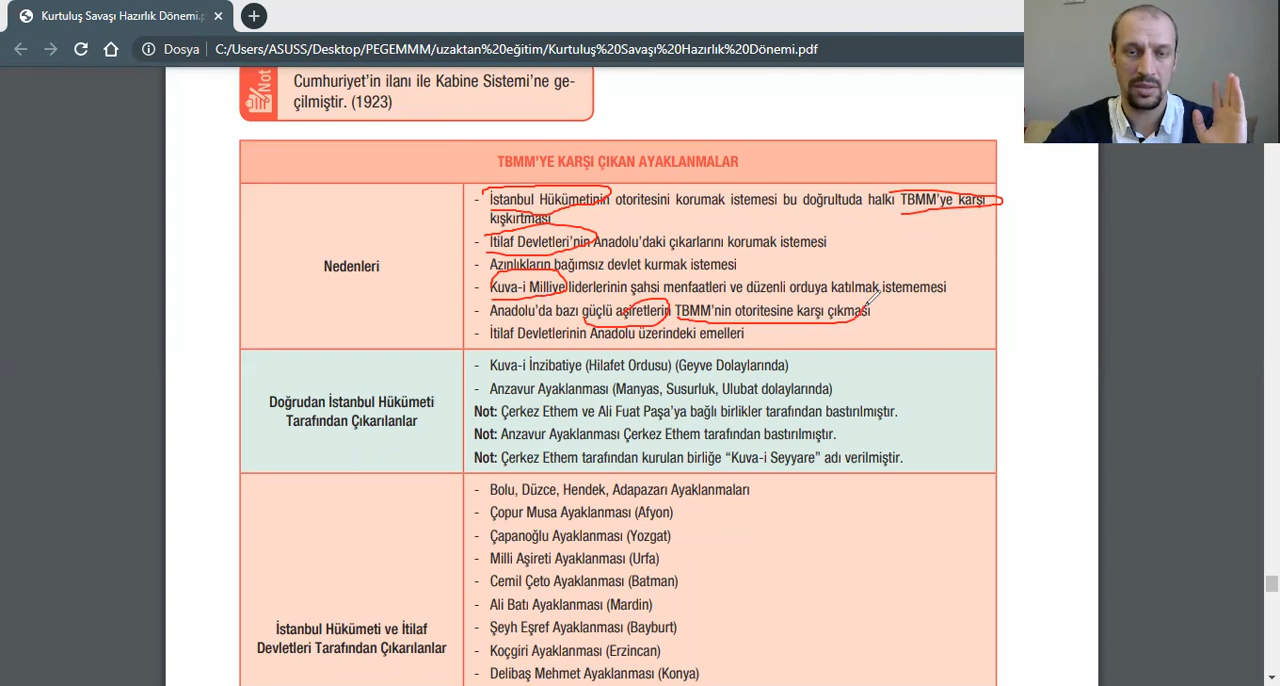 Kurtuluş Savaşı Hazırlık Dönemi.p
Dosya C:/Users/ASUSS/Desktop/PEGEMMM/uzaktan%20eğitim/Kurtuluş%20Savaşı%20Hazırlık%20Dönemi.pdf
Not
Cumhuriyet'in ilanı ile Kabine Sistemi'ne ge-
çilmiştir. (1923)
TBMM'YE KARŞI ÇIKAN AYAKLANMALAR
Nedenleri
- İstanbul Hükümetinin otoritesini korumak istemesi bu doğrultuda halkı TBMM'ye karşı
kışkırtması
- İtilaf Devletleri'nin Anadolu'daki çıkarlarını korumak istemesi
- Azınlıkların bağımsız devlet kurmak istemesi
- Kuva-i Milliye liderlerinin şahsi menfaatleri ve düzenli orduya katılmak istememesi
- Anadolu'da bazı güçlü aşiretlerin TBMM'nin otoritesine karşı çıkması
- İtilaf Devletlerinin Anadolu üzerindeki emelleri
Doğrudan İstanbul Hükümeti
Tarafından Çıkarılanlar
- Kuva-i İnzibatiye (Hilafet Ordusu) (Geyve Dolaylarında)
- Anzavur Ayaklanması (Manyas, Susurluk, Ulubat dolaylarında)
Not: Çerkez Ethem ve Ali Fuat Paşa'ya bağlı birlikler tarafından bastırılmıştır.
Not: Anzavur Ayaklanması Çerkez Ethem tarafından bastırılmıştır.
Not: Çerkez Ethem tarafından kurulan birliğe “Kuva-i Seyyare” adı verilmiştir.
İstanbul Hükümeti ve İtilaf
Devletleri Tarafından Çıkarılanlar
- Bolu, Düzce, Hendek, Adapazarı Ayaklanmaları
- Çopur Musa Ayaklanması (Afyon)
- Çapanoğlu Ayaklanması (Yozgat)
- Milli Aşireti Ayaklanması (Urfa)
- Cemil Çeto Ayaklanması (Batman)
- Ali Batı Ayaklanması (Mardin)
- Şeyh Eşref Ayaklanması (Bayburt)
- Koçgiri Ayaklanması (Erzincan)
- Delibaş Mehmet Ayaklanması (Konya)